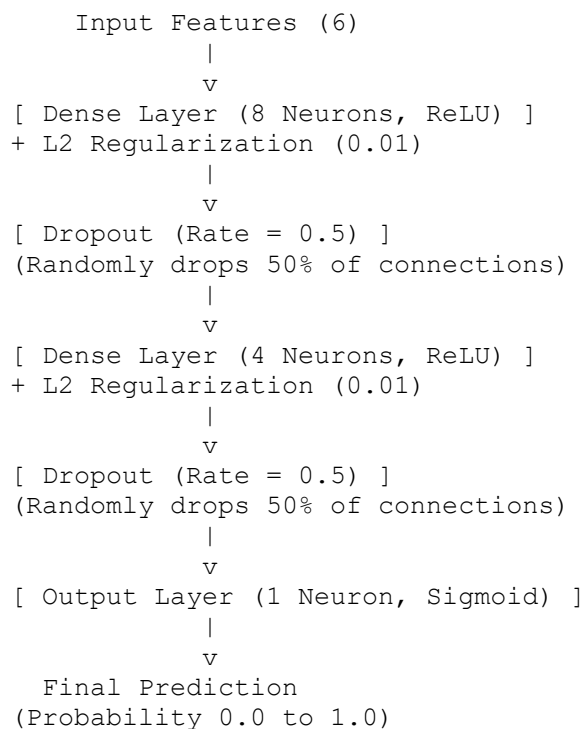 Input Features (6)
|
v
[ Dense Layer (8 Neurons, ReLU) ]
+ L2 Regularization (0.01)
|
v
[ Dropout (Rate = 0.5) ]
(Randomly drops 50% of connections)
|
v
[ Dense Layer (4 Neurons, ReLU) ]
+ L2 Regularization (0.01)
|
v
[ Dropout (Rate = 0.5) ]
(Randomly drops 50% of connections)
|
v
[ Output Layer (1 Neuron, Sigmoid) ]
|
v
Final Prediction
(Probability 0.0 to 1.0)